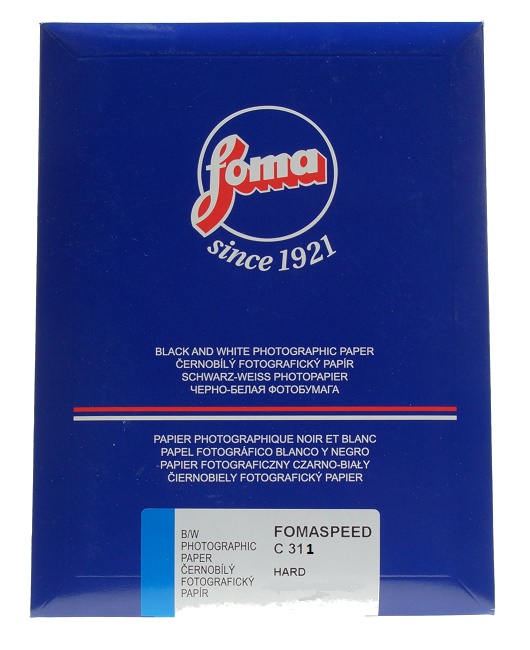 foma
since 1921
BLACK AND WHITE PHOTOGRAPHIC PAPER
ČERNOBÍLÝ FOTOGRAFICKÝ PAPÍR
SCHWARZ-WEISS PHOTOPAPIER
ЧЕРНО-БЕЛАЯ ФОТОБУМАГА
PAPIER PHOTOGRAPHIQUE NOIR ET BLANC
PAPEL FOTOGRÁFICO BLANCO Y NEGRO
PAPIER FOTOGRAFICZNY CZARNO-BIAŁY
ČIERNOBIELY FOTOGRAFICKÝ PAPIER
B/W
PHOTOGRAPHIC
PAPER
ČERNOBÍLÝ
FOTOGRAFICKÝ
PAPÍR
FOMASPEED
C 311
HARD